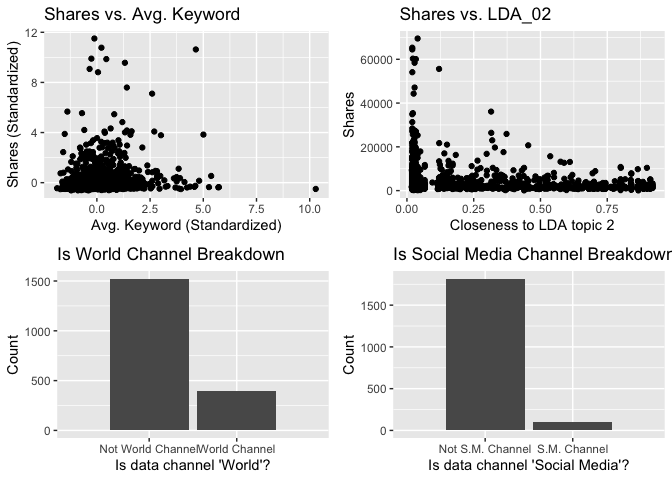 Shares vs. Avg. Keyword
Shares (Standardized)
12
8
4
0
0.0 2.5 5.0 7.5 10.0
Avg. Keyword (Standardized)
Shares vs. LDA_02
Shares
60000
40000
20000
0
0.00 0.25 0.50 0.75
Closeness to LDA topic 2
Is World Channel Breakdown
Count
1500
1000
500
0
Not World Channel World Channel
Is data channel 'World'?
Is Social Media Channel Breakdown
Count
1500
1000
500
0
Not S.M. Channel S.M. Channel
Is data channel 'Social Media'?